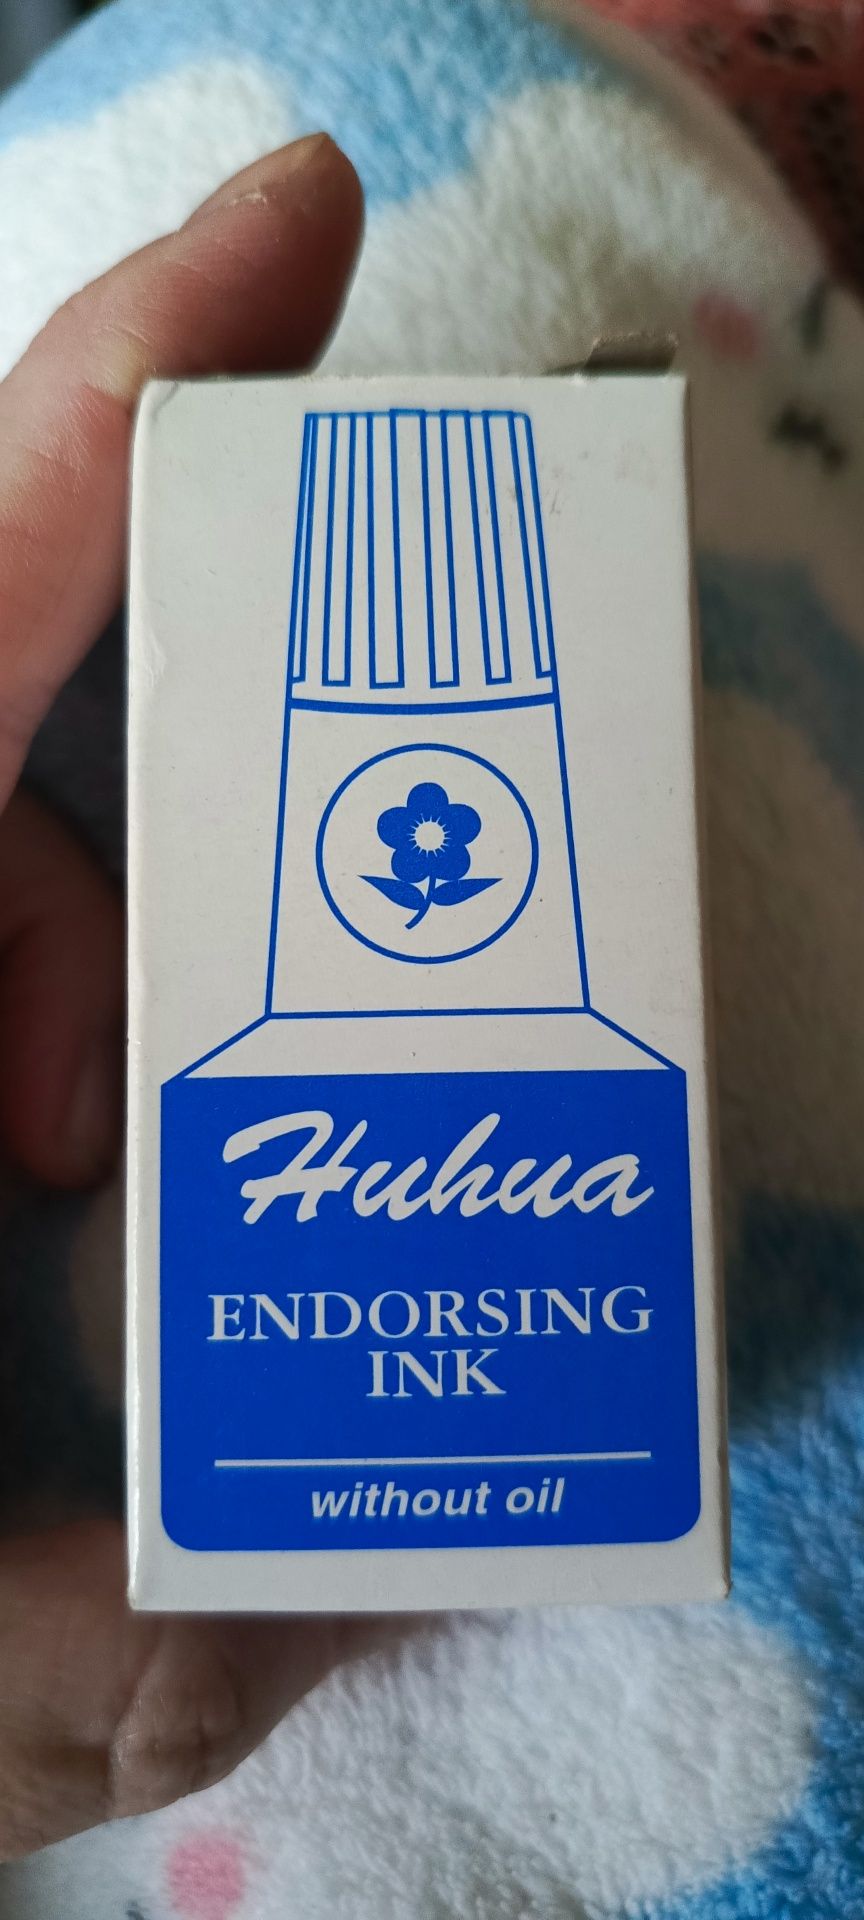 Huhua
ENDORSING
INK
without oil